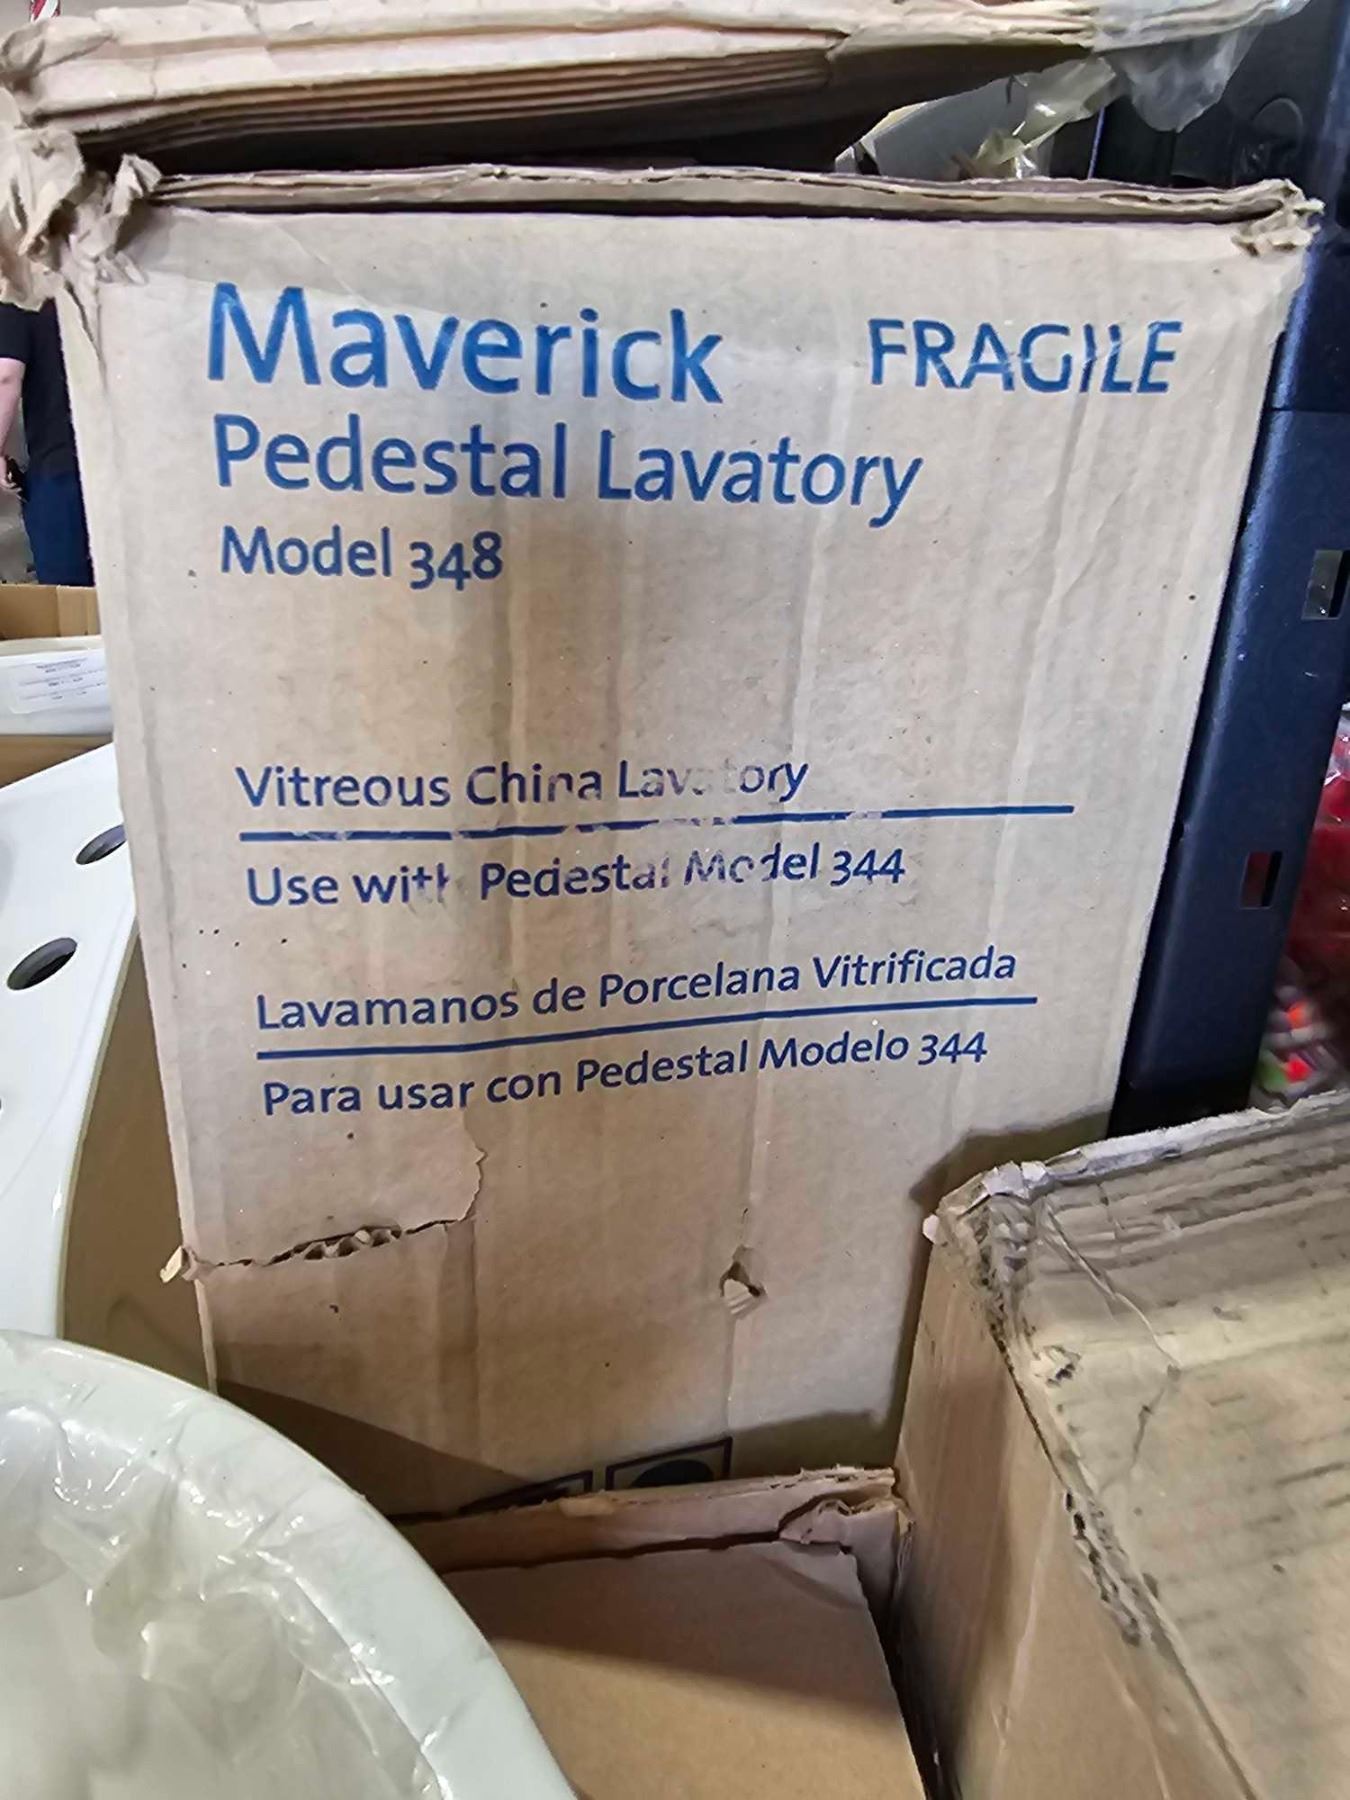 Maverick FRAGILE
Pedestal Lavatory
Model 348
Vitreous China Lavatory
Use with Pedestal Model 344
Lavamanos de Porcelana Vitrificada
Para usar con Pedestal Modelo 344